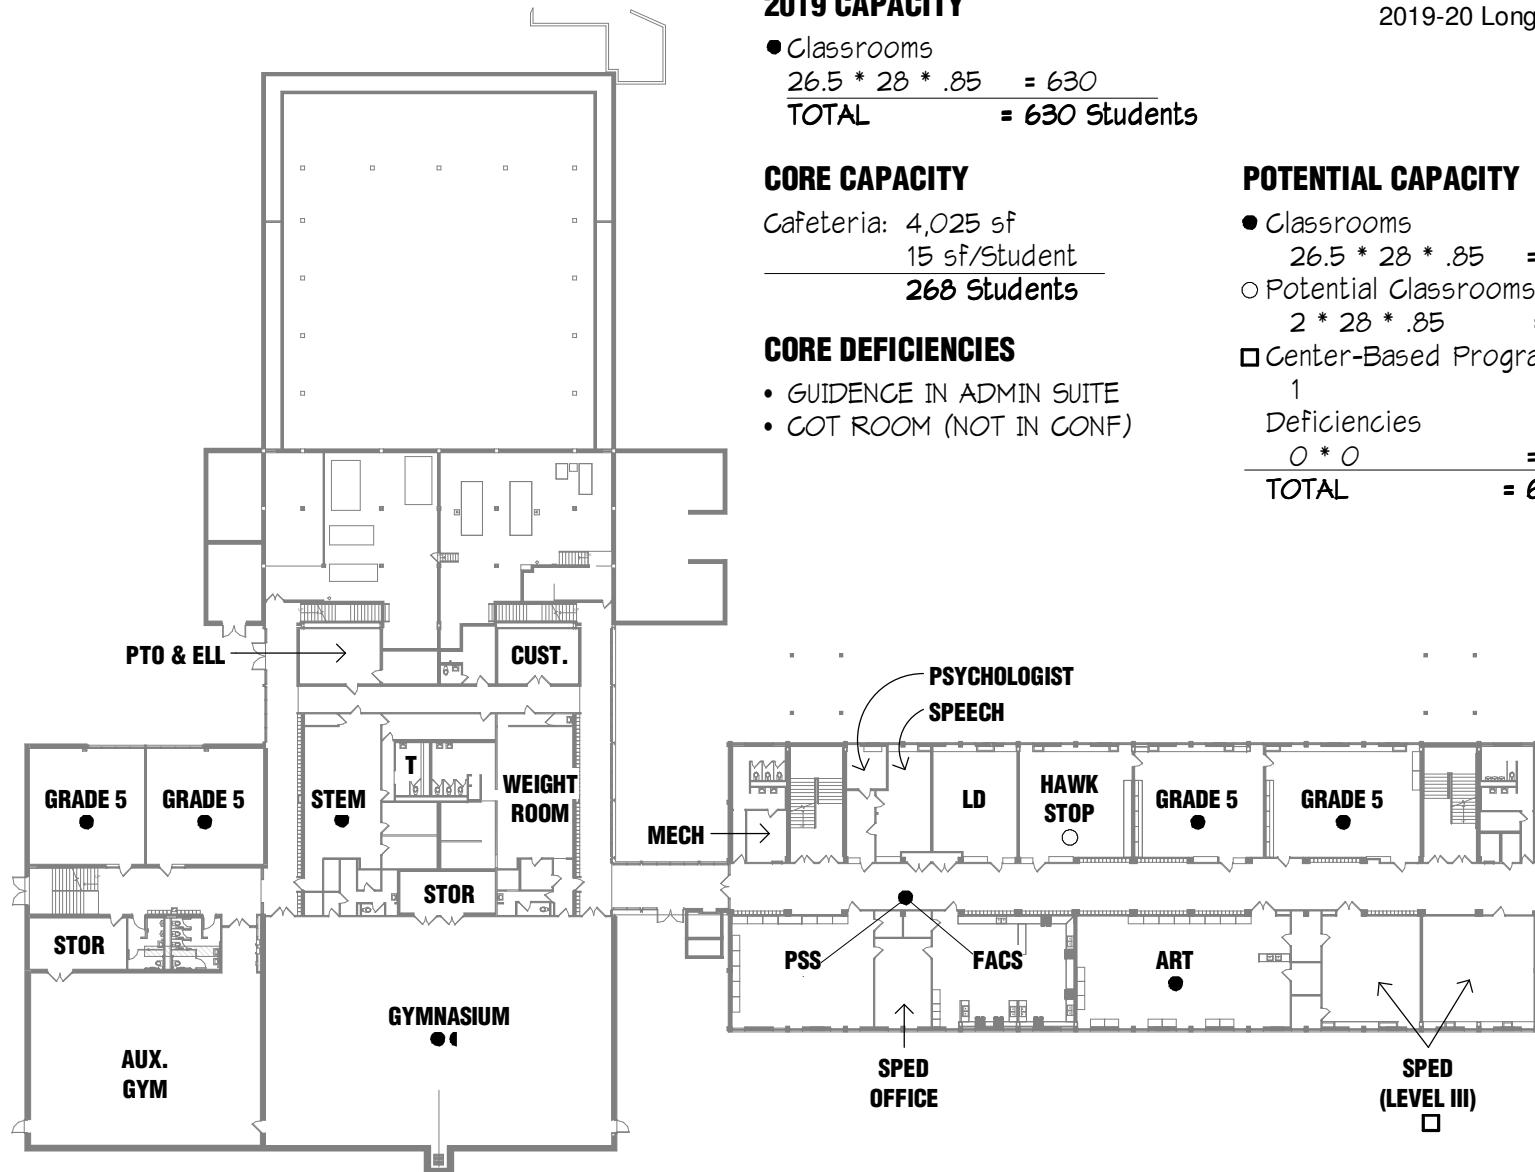 2019 CAPACITY
2019-20 Long
Classrooms
26.5 * 28 * .85 = 630
TOTAL = 630 Students
CORE CAPACITY
Cafeteria: 4,025 sf
15 sf/Student
268 Students
CORE DEFICIENCIES
• GUIDENCE IN ADMIN SUITE
• COT ROOM (NOT IN CONF)
POTENTIAL CAPACITY
Classrooms
26.5 * 28 * .85 =
Potential Classrooms
2 * 28 * .85
Center-Based Progra
1
Deficiencies
0 * 0 =
TOTAL = 6
PTO & ELL
CUST.
PSYCHOLOGIST
SPEECH
GRADE 5
GRADE 5
STEM
T
WEIGHT
ROOM
MECH
LD
HAWK
STOP
GRADE 5
GRADE 5
STOR
STOR
PSS
FACS
ART
GYMNASIUM
AUX.
GYM
SPED
OFFICE
SPED
(LEVEL III)